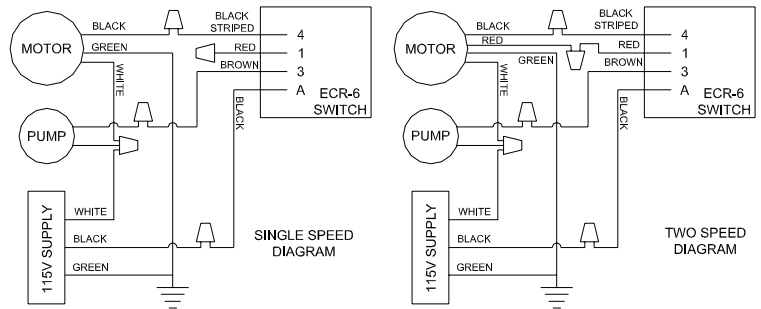 BLACK
BLACK
STRIPED
4
MOTOR
GREEN
RED
1
BROWN
3
WHITE
A
ECR-6
SWITCH
BLACK
PUMP
115V SUPPLY
WHITE
BLACK
GREEN
SINGLE SPEED
DIAGRAM
BLACK
BLACK
STRIPED
4
MOTOR
RED
RED
1
GREEN
BROWN
3
WHITE
A
ECR-6
SWITCH
BLACK
PUMP
115V SUPPLY
WHITE
BLACK
GREEN
TWO SPEED
DIAGRAM